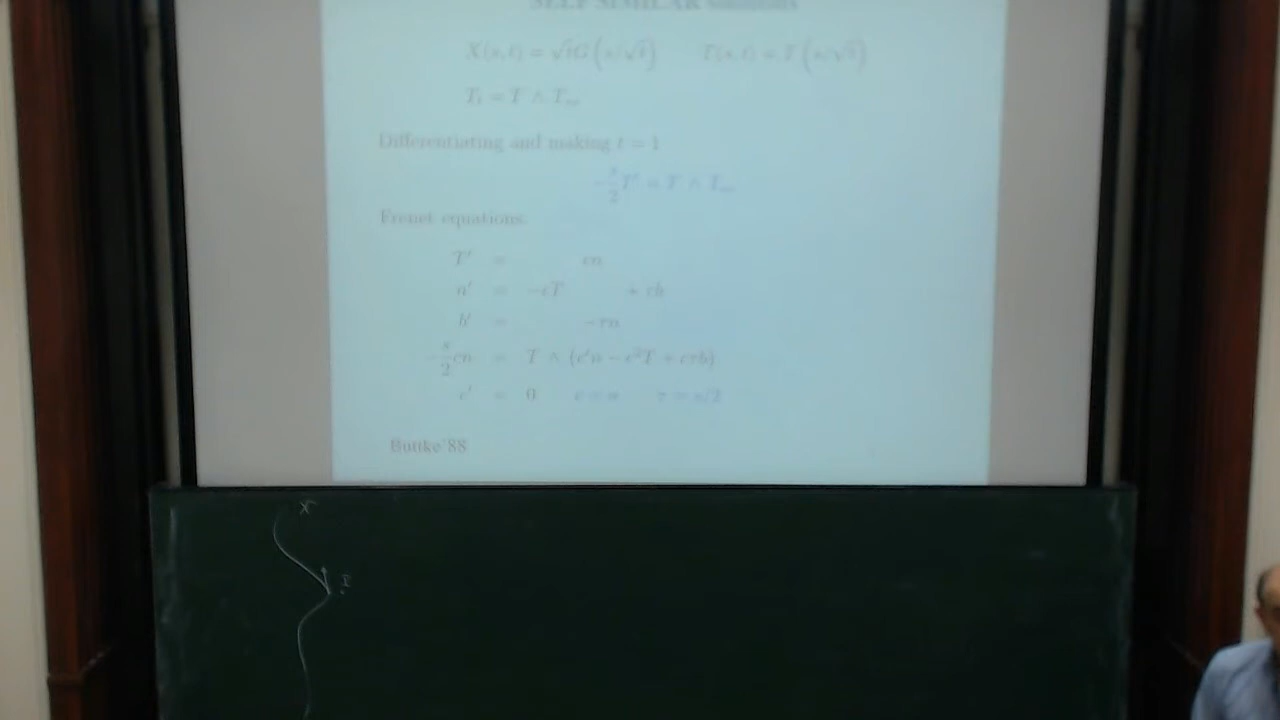 SELF SIMILAR solutions
X(s,t) = √t G (s/√t)    T(s,t) = T (s/√t)
T_t = T ∧ T_ss
Differentiating and making t = 1
−s/2 T' = T ∧ T_ss
Frenet equations
T' = cn
n' = −cT + τb
b' = −τn
−s/2 cn = T ∧ (c'n − c²T + cτb)
c' = 0    c = a    τ = s/2
Buttke'88
X